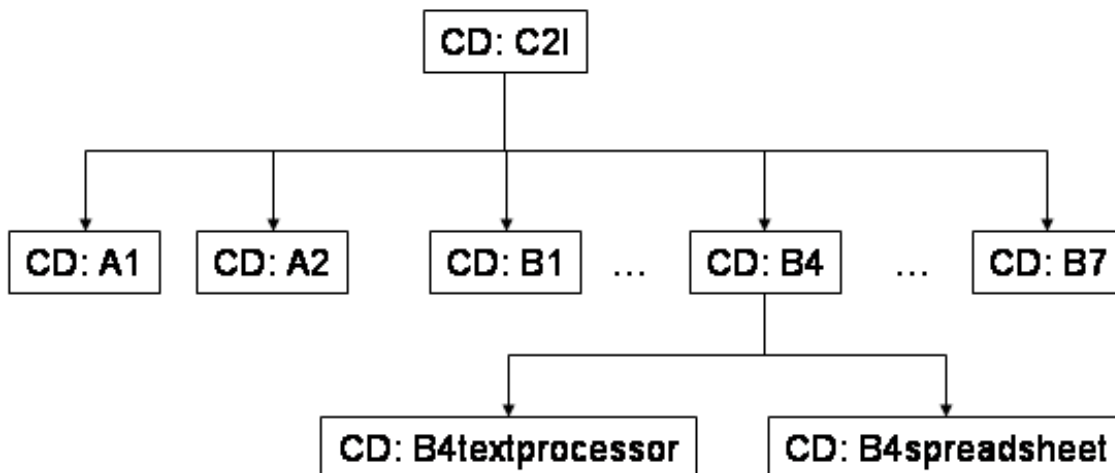 CD: C2I
CD: A1 CD: A2 CD: B1 ... CD: B4 ... CD: B7
CD: B4textprocessor CD: B4spreadsheet